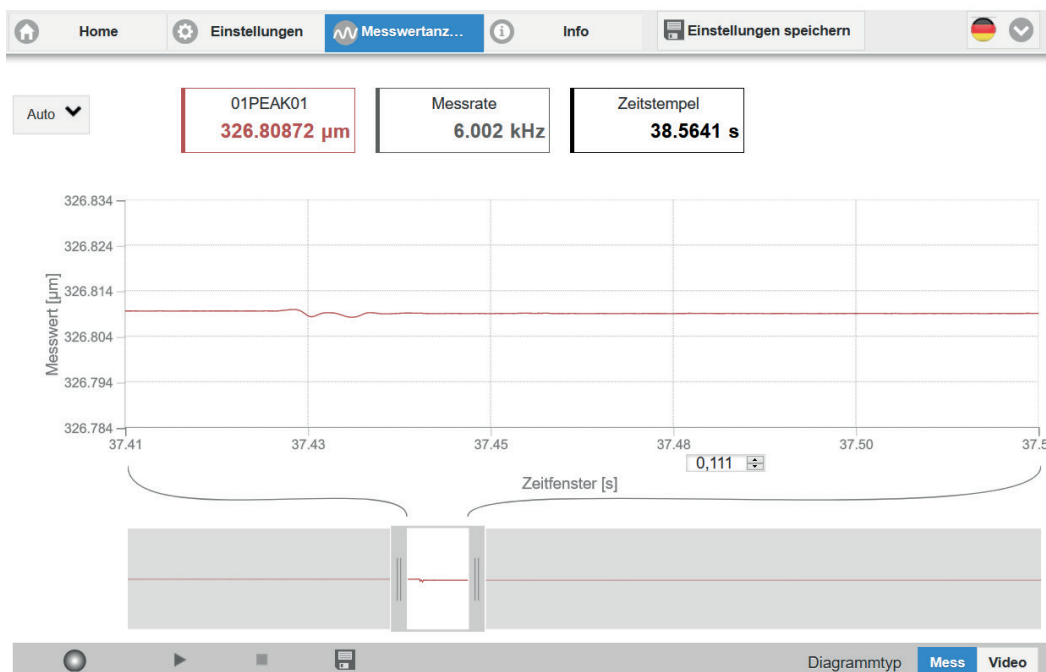 Home Einstellungen Messwertanz... Info Einstellungen speichern
Auto
01PEAK01
326.80872 µm
Messrate
6.002 kHz
Zeitstempel
38.5641 s
Messwert [µm]
326.834
326.824
326.814
326.804
326.794
326.784
37.41 37.43 37.45 37.48 37.50 37.5
0,111
Zeitfenster [s]
Diagrammtyp Mess Video